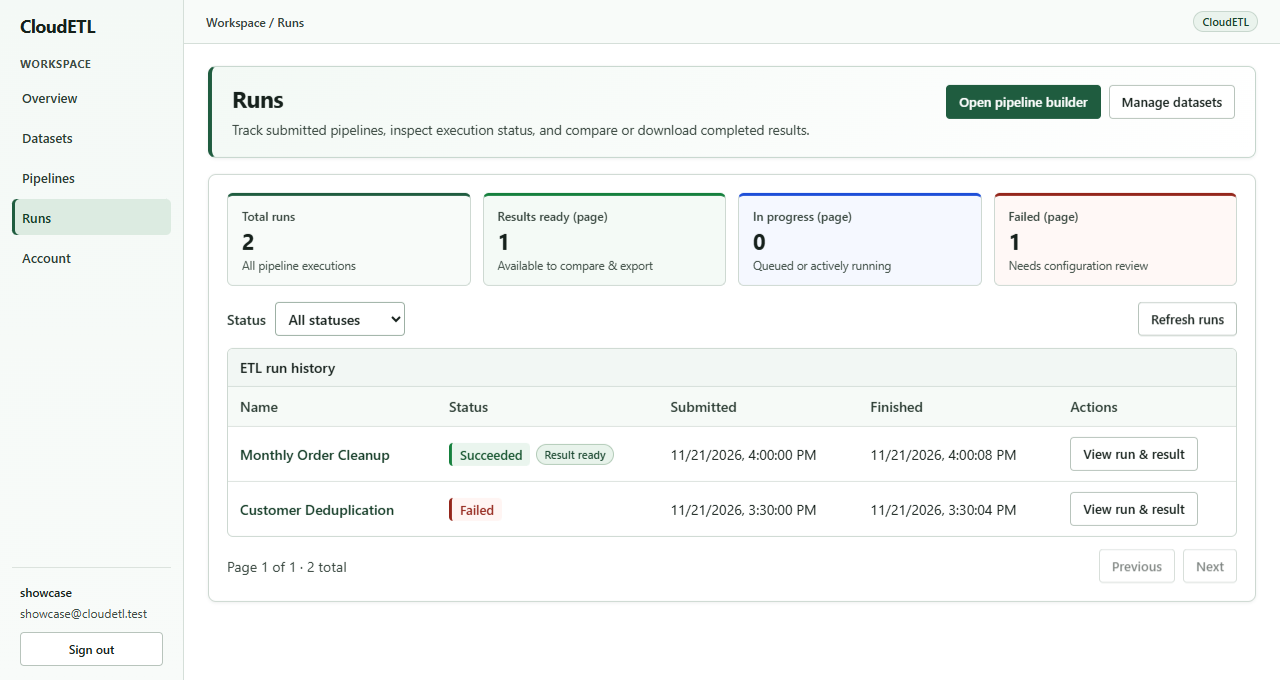 CloudETL
WORKSPACE
Overview
Datasets
Pipelines
Runs
Account
showcase
showcase@cloudetl.test
Sign out
Workspace / Runs
CloudETL
Runs
Track submitted pipelines, inspect execution status, and compare or download completed results.
Open pipeline builder
Manage datasets
Total runs
2
All pipeline executions
Results ready (page)
1
Available to compare & export
In progress (page)
0
Queued or actively running
Failed (page)
1
Needs configuration review
Status
All statuses
Refresh runs
ETL run history
Name Status Submitted Finished Actions
Monthly Order Cleanup Succeeded Result ready 11/21/2026, 4:00:00 PM 11/21/2026, 4:00:08 PM View run & result
Customer Deduplication Failed 11/21/2026, 3:30:00 PM 11/21/2026, 3:30:04 PM View run & result
Page 1 of 1 · 2 total
Previous
Next